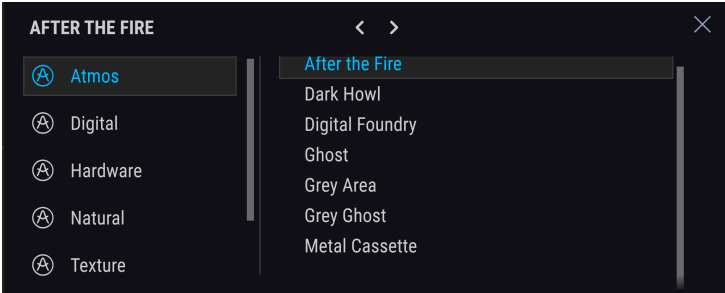 AFTER THE FIRE
Atmos
Digital
Hardware
Natural
Texture
After the Fire
Dark Howl
Digital Foundry
Ghost
Grey Area
Grey Ghost
Metal Cassette